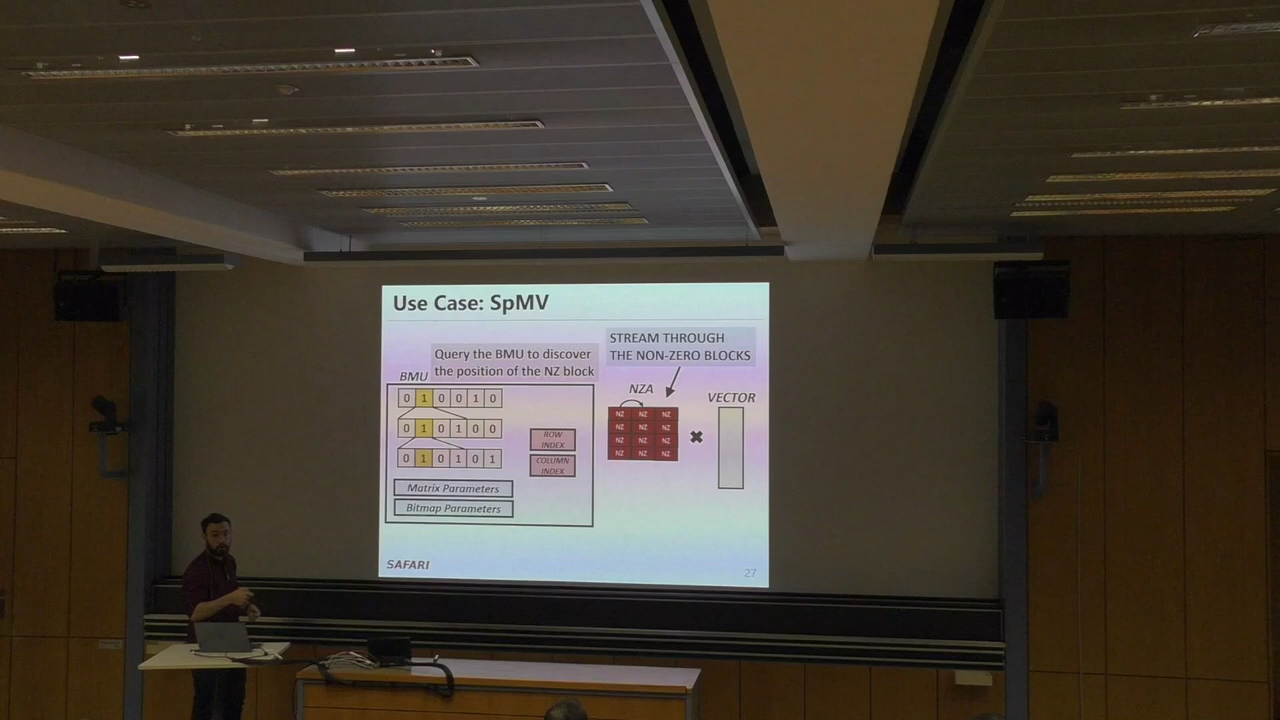 Use Case: SpMV
Query the BMU to discover
the position of the NZ block
STREAM THROUGH
THE NON-ZERO BLOCKS
BMU
0 1 0 0 1 0
0 1 0 1 0 0
0 1 0 1 0 1
ROW
INDEX
COLUMN
INDEX
Matrix Parameters
Bitmap Parameters
NZA
NZ NZ NZ
NZ NZ NZ
NZ NZ NZ
NZ NZ NZ
VECTOR
SAFARI
27